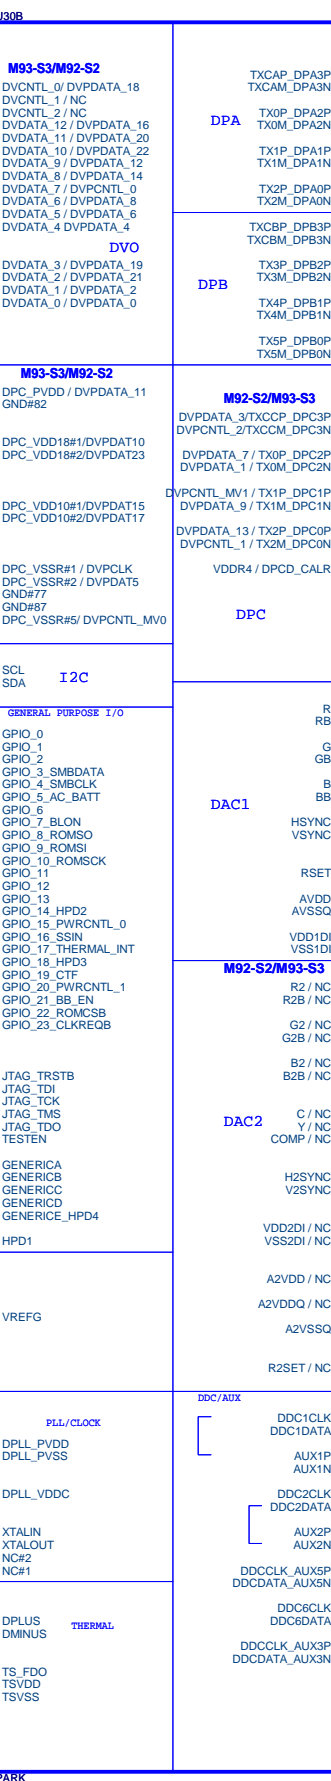 U30B
M93-S3/M92-S2
DVCNTL_0/ DVPDATA_18
DVCNTL_1 / NC
DVCNTL_2 / NC
DVDATA_12 / DVPDATA_16
DVDATA_11 / DVPDATA_20
DVDATA_10 / DVPDATA_22
DVDATA_9 / DVPDATA_12
DVDATA_8 / DVPDATA_14
DVDATA_7 / DVPCNTL_0
DVDATA_6 / DVPDATA_8
DVDATA_5 / DVPDATA_6
DVDATA_4 DVPDATA_4
DVO
DVDATA_3 / DVPDATA_19
DVDATA_2 / DVPDATA_21
DVDATA_1 / DVPDATA_2
DVDATA_0 / DVPDATA_0
M93-S3/M92-S2
DPC_PVDD / DVPDATA_11
GND#82
DPC_VDD18#1/DVPDAT10
DPC_VDD18#2/DVPDAT23
DPC_VDD10#1/DVPDAT15
DPC_VDD10#2/DVPDAT17
DPC_VSSR#1 / DVPCLK
DPC_VSSR#2 / DVPDAT5
GND#77
GND#87
DPC_VSSR#5/ DVPCNTL_MV0
SCL
SDA
I2C
GENERAL PURPOSE I/O
GPIO_0
GPIO_1
GPIO_2
GPIO_3_SMBDATA
GPIO_4_SMBCLK
GPIO_5_AC_BATT
GPIO_6
GPIO_7_BLON
GPIO_8_ROMSO
GPIO_9_ROMSI
GPIO_10_ROMSCK
GPIO_11
GPIO_12
GPIO_13
GPIO_14_HPD2
GPIO_15_PWRCNTL_0
GPIO_16_SSIN
GPIO_17_THERMAL_INT
GPIO_18_HPD3
GPIO_19_CTF
GPIO_20_PWRCNTL_1
GPIO_21_BB_EN
GPIO_22_ROMCSB
GPIO_23_CLKREQB
JTAG_TRSTB
JTAG_TDI
JTAG_TCK
JTAG_TMS
JTAG_TDO
TESTEN
GENERICA
GENERICB
GENERICC
GENERICD
GENERICE_HPD4
HPD1
VREFG
PLL/CLOCK
DPLL_PVDD
DPLL_PVSS
DPLL_VDDC
XTALIN
XTALOUT
NC#2
NC#1
DPLUS
DMINUS
THERMAL
TS_FDO
TSVDD
TSVSS
PARK
TXCAP_DPA3P
TXCAM_DPA3N
DPA
TX0P_DPA2P
TX0M_DPA2N
TX1P_DPA1P
TX1M_DPA1N
TX2P_DPA0P
TX2M_DPA0N
TXCBP_DPB3P
TXCBM_DPB3N
TX3P_DPB2P
TX3M_DPB2N
DPB
TX4P_DPB1P
TX4M_DPB1N
TX5P_DPB0P
TX5M_DPB0N
M92-S2/M93-S3
DVPDATA_3/TXCCP_DPC3P
DVPCNTL_2/TXCCM_DPC3N
DVPDATA_7 / TX0P_DPC2P
DVPDATA_1 / TX0M_DPC2N
DVPCNTL_MV1 / TX1P_DPC1P
DVPDATA_9 / TX1M_DPC1N
DVPDATA_13 / TX2P_DPC0P
DVPCNTL_1 / TX2M_DPC0N
VDDR4 / DPCD_CALR
DPC
R
RB
G
GB
B
BB
DAC1
HSYNC
VSYNC
RSET
AVDD
AVSSQ
VDD1DI
VSS1DI
M92-S2/M93-S3
R2 / NC
R2B / NC
G2 / NC
G2B / NC
B2 / NC
B2B / NC
C / NC
DAC2
Y / NC
COMP / NC
H2SYNC
V2SYNC
VDD2DI / NC
VSS2DI / NC
A2VDD / NC
A2VDDQ / NC
A2VSSQ
R2SET / NC
DDC/AUX
DDC1CLK
DDC1DATA
AUX1P
AUX1N
DDC2CLK
DDC2DATA
AUX2P
AUX2N
DDCCLK_AUX5P
DDCDATA_AUX5N
DDC6CLK
DDC6DATA
DDCCLK_AUX3P
DDCDATA_AUX3N